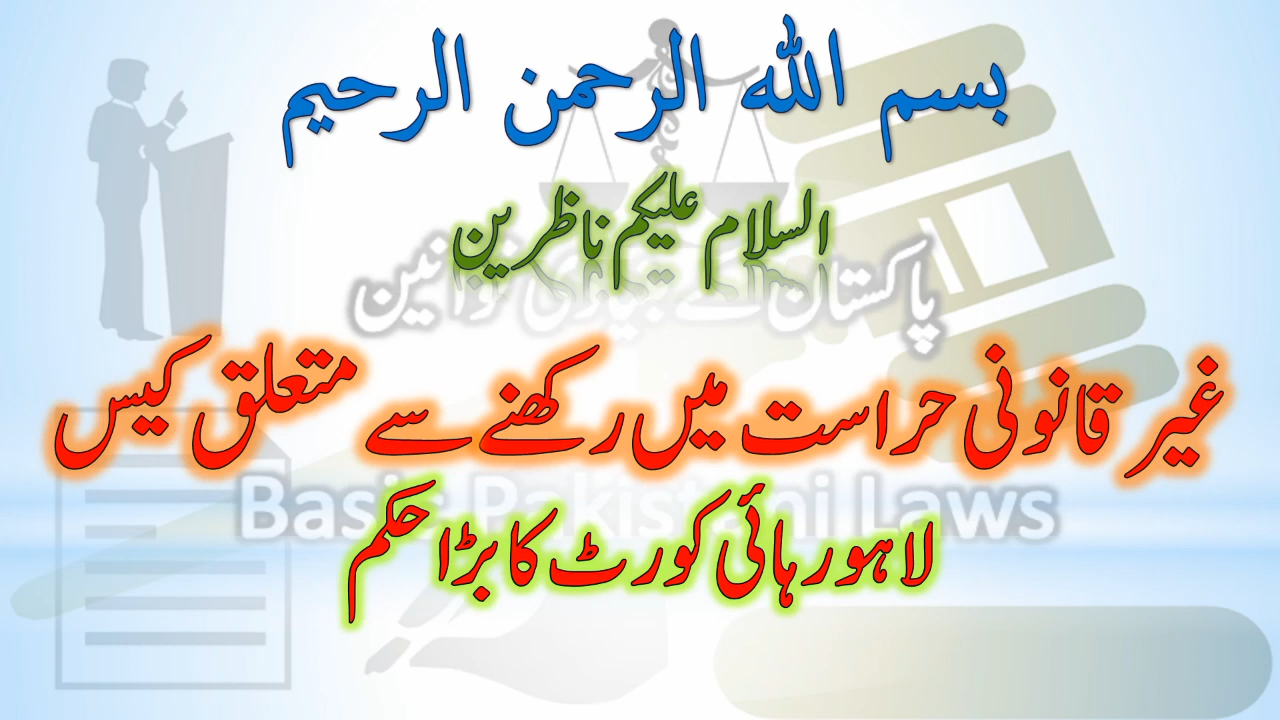 بسم الله الرحمن الرحیم
السلام علیکم ناظرین
پاکستان کے بنیادی قوانین
غیر قانونی حراست میں رکھنے سے متعلق کیس
Basic Pakistani Laws
لاہور ہائی کورٹ کا بڑا حکم